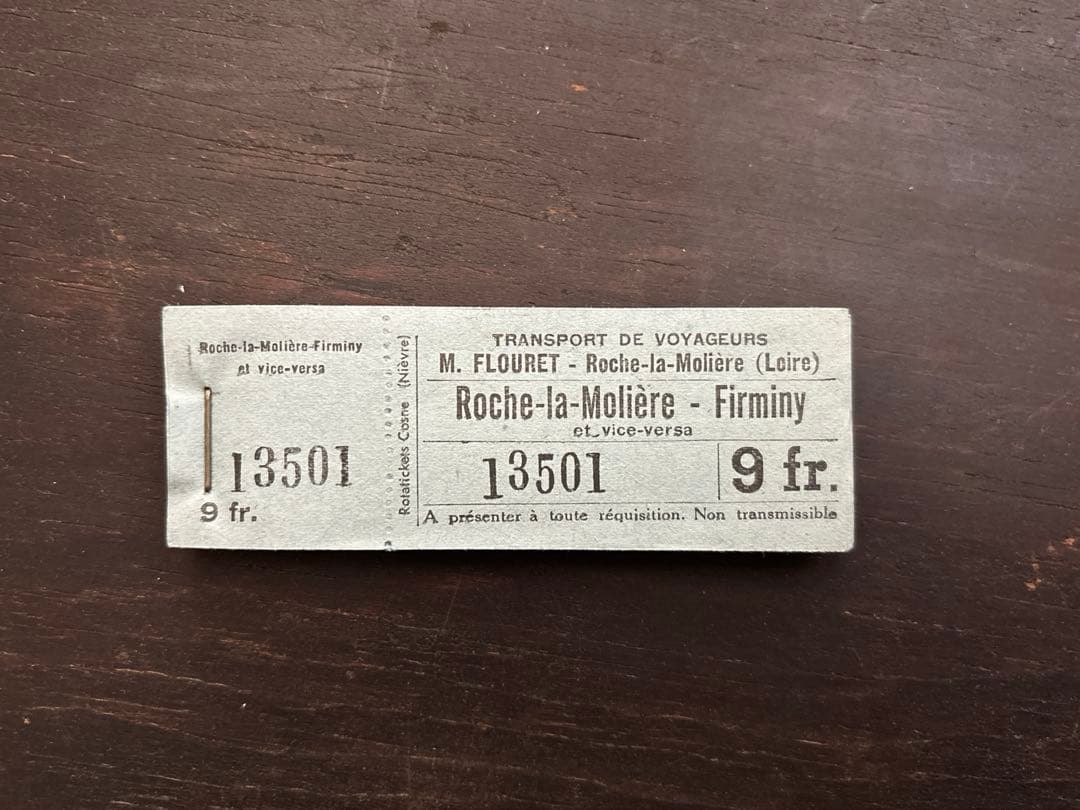 Roche-la-Molière-Firminy
et vice-versa
13501
9 fr.
Rotatickets Cosne (Nièvre)
TRANSPORT DE VOYAGEURS
M. FLOURET - Roche-la-Molière (Loire)
Roche-la-Molière - Firminy
et vice-versa
13501
9 fr.
A présenter à toute réquisition. Non transmissible